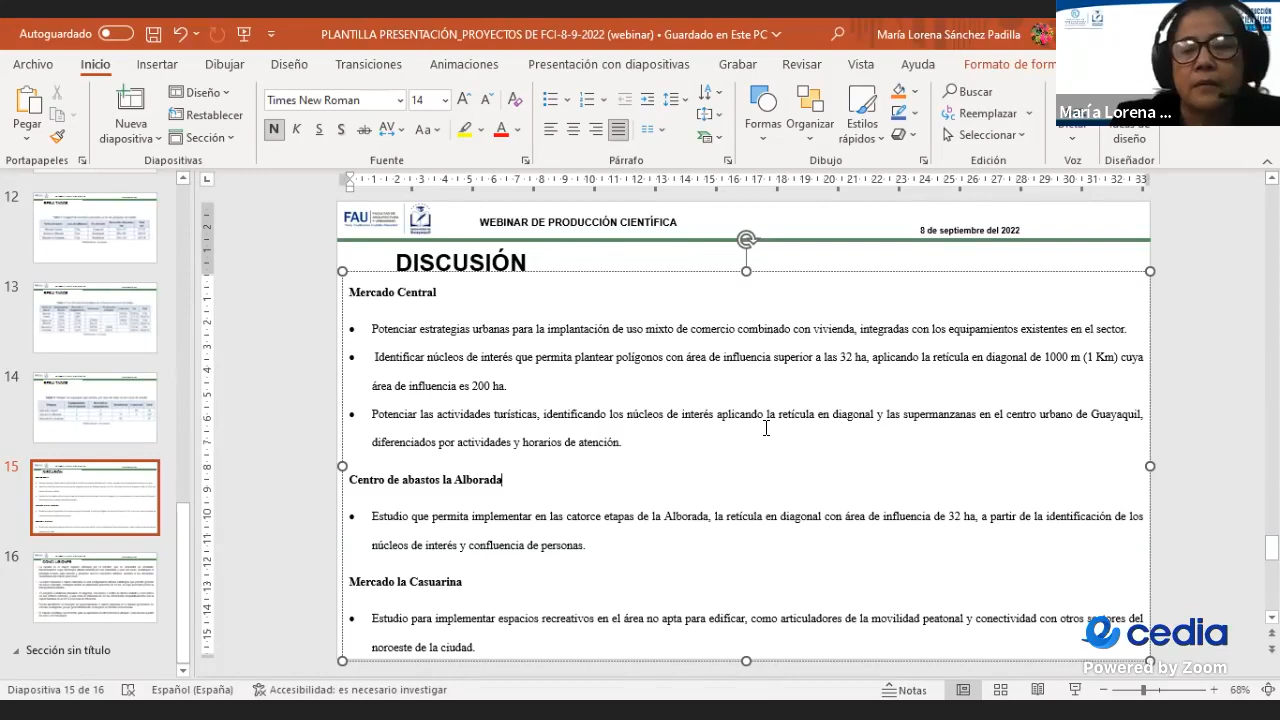 Autoguardado
PLANTILLA PRESENTACIÓN_PROYECTOS DE FCI-8-9-2022 (webinar) • Guardado en Este PC
María Lorena Sánchez Padilla
Archivo Inicio Insertar Dibujar Diseño Transiciones Animaciones Presentación con diapositivas Grabar Revisar Vista Ayuda Formato de form
María Lorena ...
Pegar
Nueva diapositiva
Diseño
Restablecer
Sección
Times New Roman 14
N K S S ab AV Aa A
Formas Organizar Estilos rápidos
Buscar
Reemplazar
Seleccionar
diseño
Portapapeles Diapositivas Fuente Párrafo Dibujo Edición Voz Diseñador
12
13
14
15
16
Sección sin título
FAU
WEBINAR DE PRODUCCIÓN CIENTÍFICA
8 de septiembre del 2022
DISCUSIÓN
Mercado Central
• Potenciar estrategias urbanas para la implantación de uso mixto de comercio combinado con vivienda, integradas con los equipamientos existentes en el sector.
• Identificar núcleos de interés que permita plantear polígonos con área de influencia superior a las 32 ha, aplicando la retícula en diagonal de 1000 m (1 Km) cuya
área de influencia es 200 ha.
• Potenciar las actividades turísticas, identificando los núcleos de interés aplicando la retícula en diagonal y las supermanzanas en el centro urbano de Guayaquil,
diferenciados por actividades y horarios de atención.
Centro de abastos la Alborada
• Estudio que permita implementar en las catorce etapas de la Alborada, la retícula en diagonal con área de influencia de 32 ha, a partir de la identificación de los
núcleos de interés y confluencia de personas.
Mercado la Casuarina
• Estudio para implementar espacios recreativos en el área no apta para edificar, como articuladores de la movilidad peatonal y conectividad con otros sectores del
noroeste de la ciudad.
cedia
Powered by Zoom
Diapositiva 15 de 16 Español (España) Accesibilidad: es necesario investigar Notas 68%